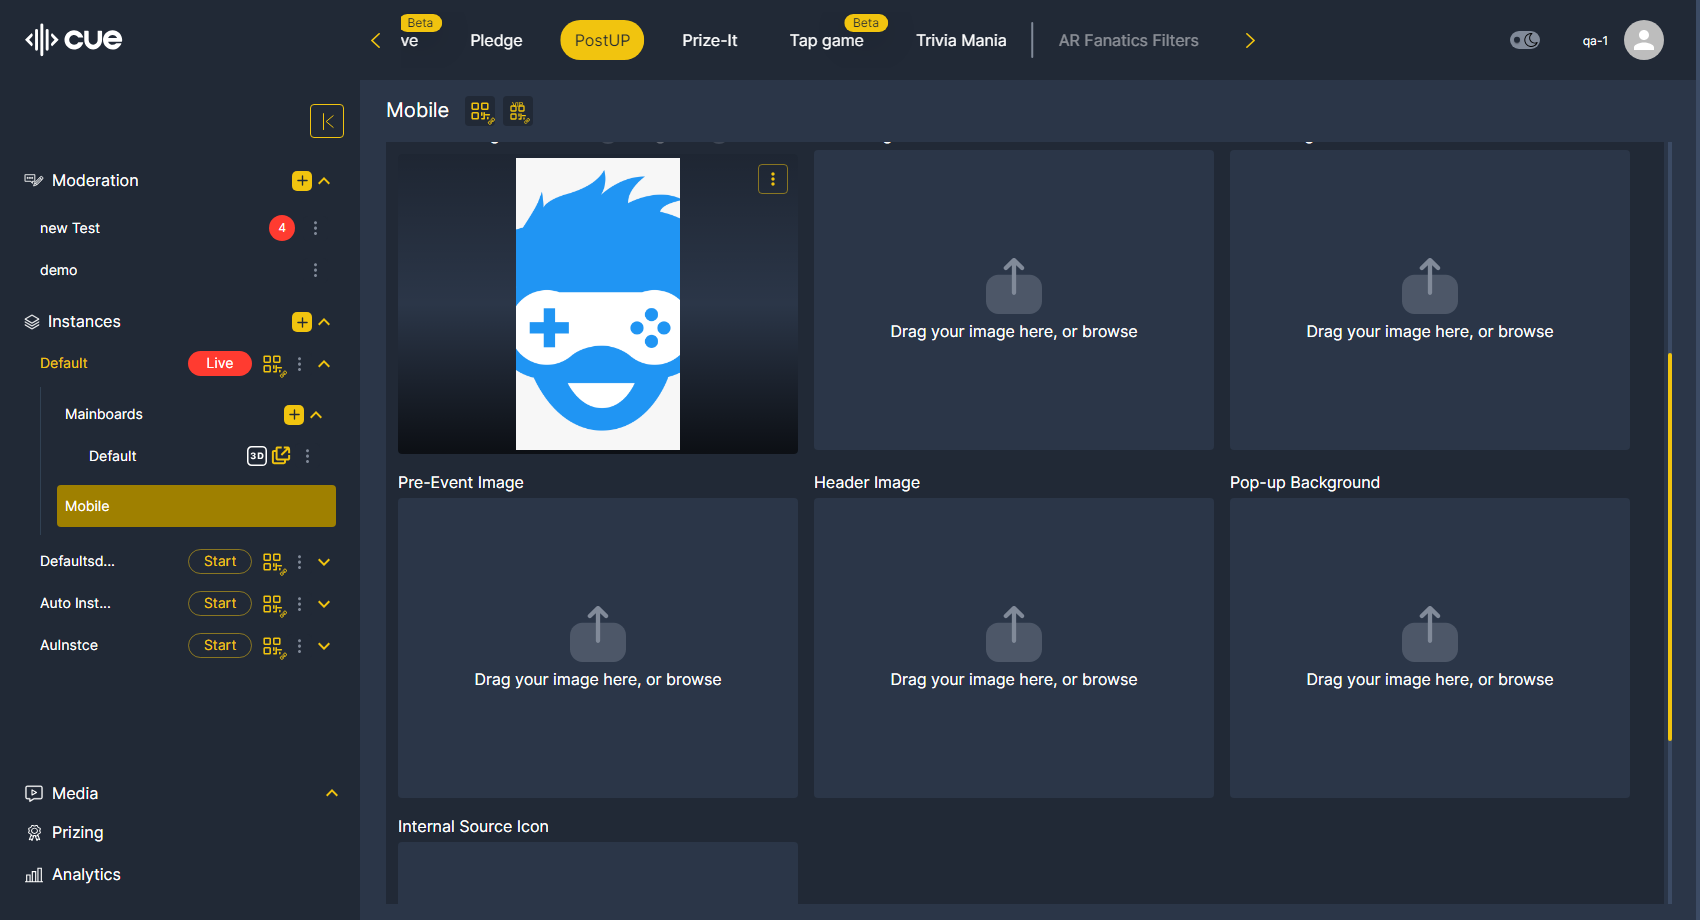 cue
Beta
ve
Pledge
PostUP
Prize-It
Beta
Tap game
Trivia Mania
AR Fanatics Filters
qa-1
Mobile
VIP
Moderation
new Test
4
demo
Instances
Default
Live
Mainboards
Default
3D
Mobile
Defaultsd...
Start
Auto Inst...
Start
AuInstce
Start
Media
Prizing
Analytics
Drag your image here, or browse
Drag your image here, or browse
Pre-Event Image
Header Image
Pop-up Background
Drag your image here, or browse
Drag your image here, or browse
Drag your image here, or browse
Internal Source Icon